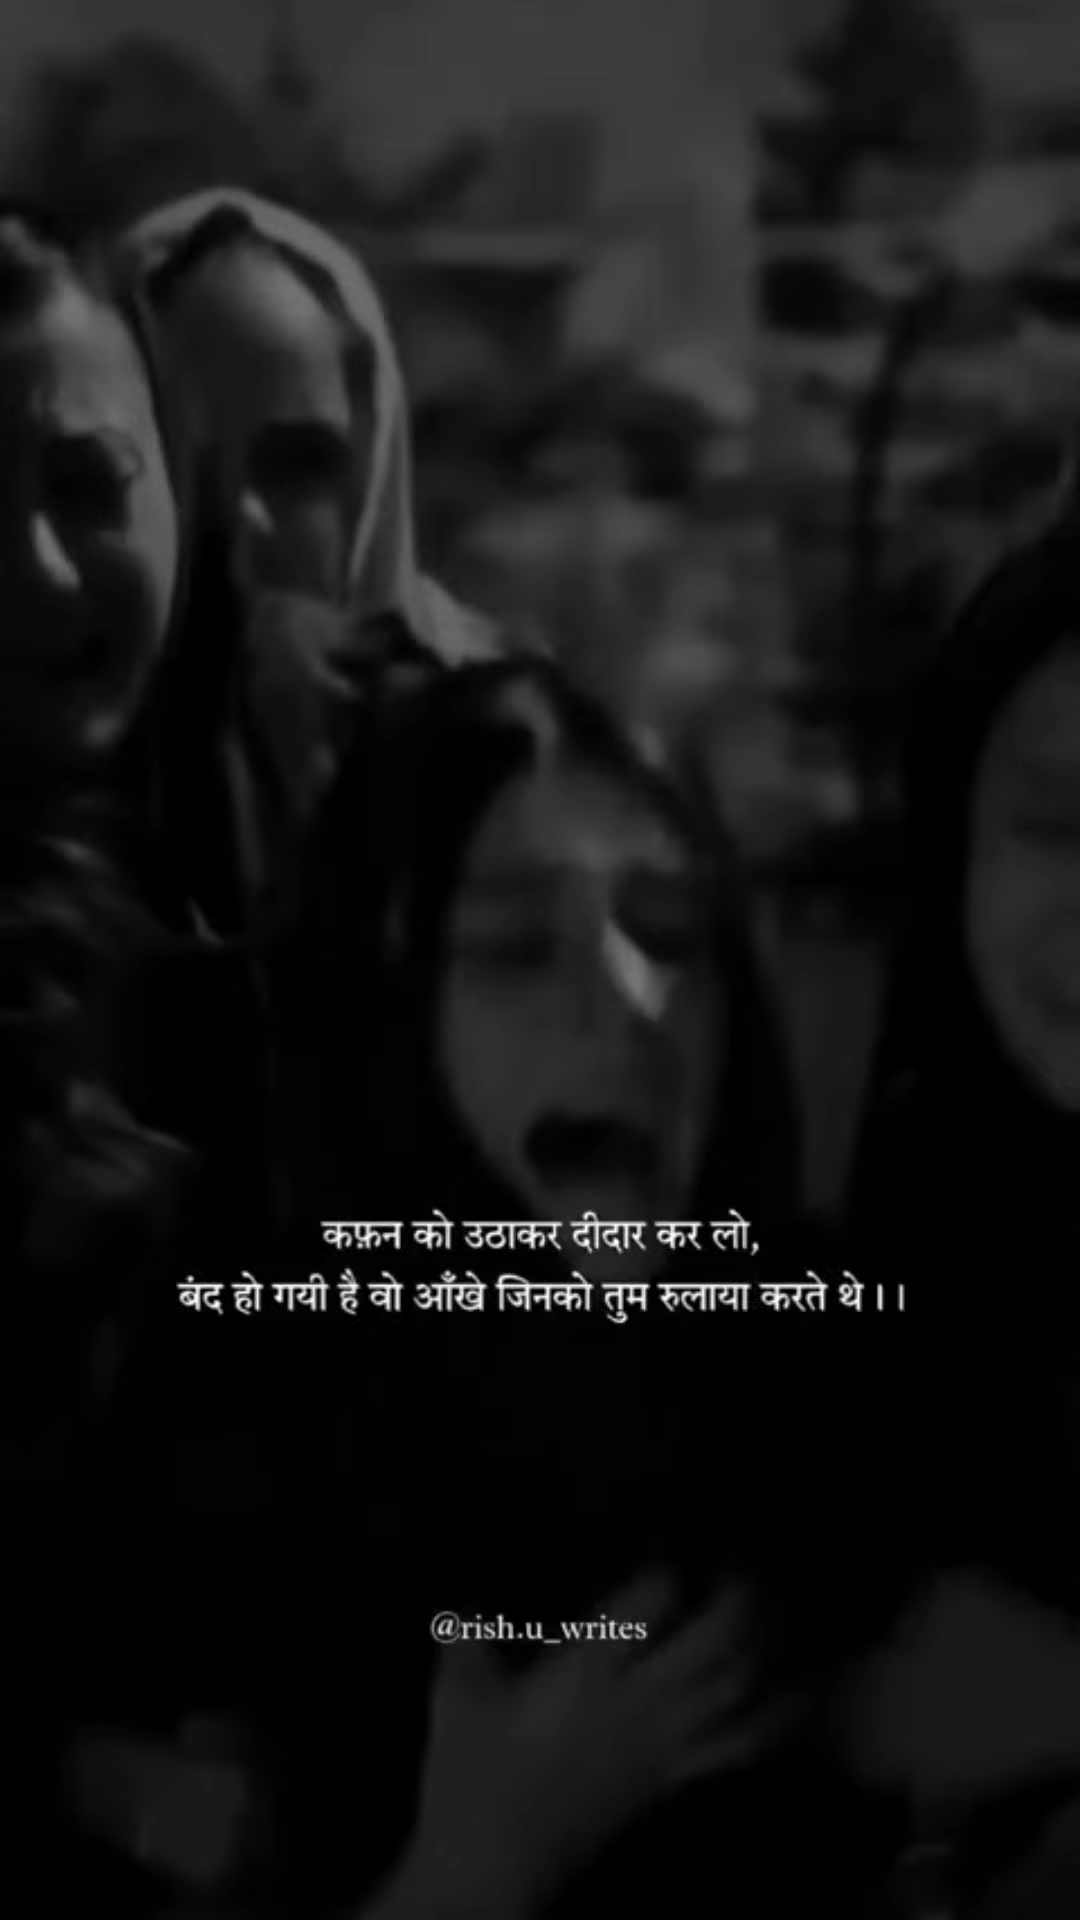 कफ़न को उठाकर दीदार कर लो,
बंद हो गयी है वो आँखे जिनको तुम रुलाया करते थे।।
@rish.u_writes